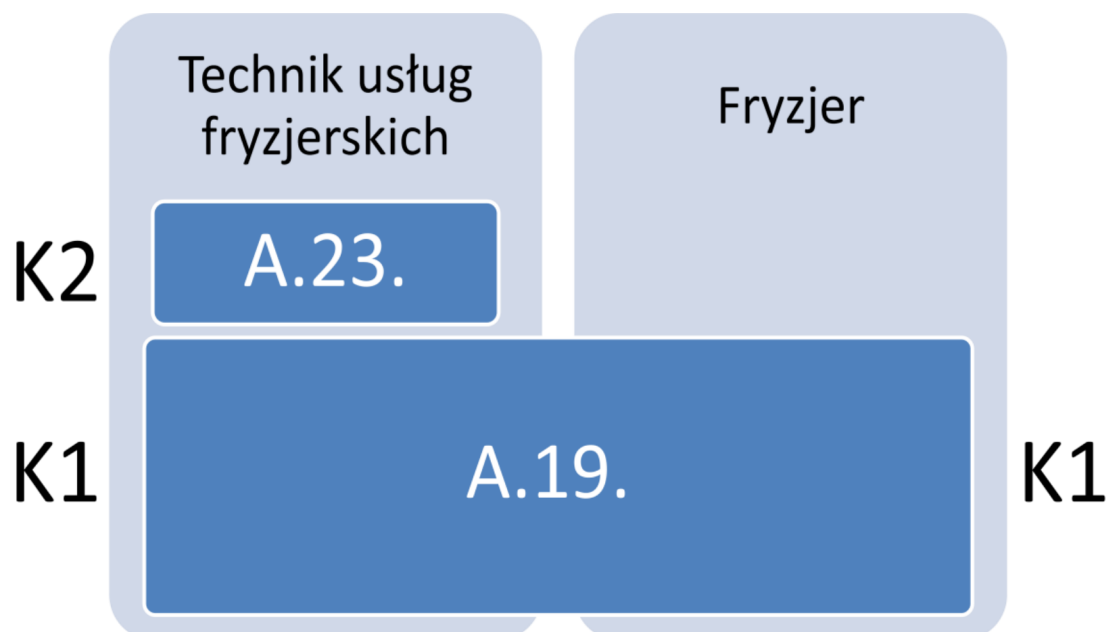 Technik usług
fryzjerskich
Fryzjer
K2
A.23.
K1
A.19.
K1